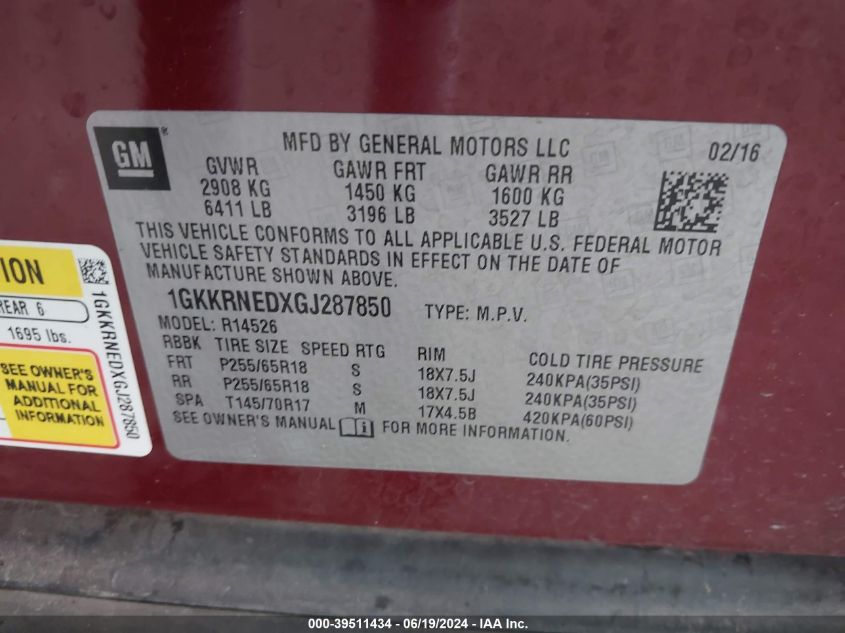 GM ®
MFD BY GENERAL MOTORS LLC
02/16
GVWR GAWR FRT GAWR RR
2908 KG 1450 KG 1600 KG
6411 LB 3196 LB 3527 LB
THIS VEHICLE CONFORMS TO ALL APPLICABLE U.S. FEDERAL MOTOR
VEHICLE SAFETY STANDARDS IN EFFECT ON THE DATE OF
MANUFACTURE SHOWN ABOVE.
1GKKRNEDXGJ287850 TYPE: M.P.V.
MODEL: R14526
RBBK TIRE SIZE SPEED RTG RIM COLD TIRE PRESSURE
FRT P255/65R18 S 18X7.5J 240KPA(35PSI)
RR P255/65R18 S 18X7.5J 240KPA(35PSI)
SPA T145/70R17 M 17X4.5B 420KPA(60PSI)
SEE OWNER'S MANUAL i FOR MORE INFORMATION.
TION
REAR 6
1695 lbs.
SEE OWNER'S
MANUAL FOR
ADDITIONAL
INFORMATION
1GKKRNEDXGJ287850
000-39511434 - 06/19/2024 - IAA Inc.